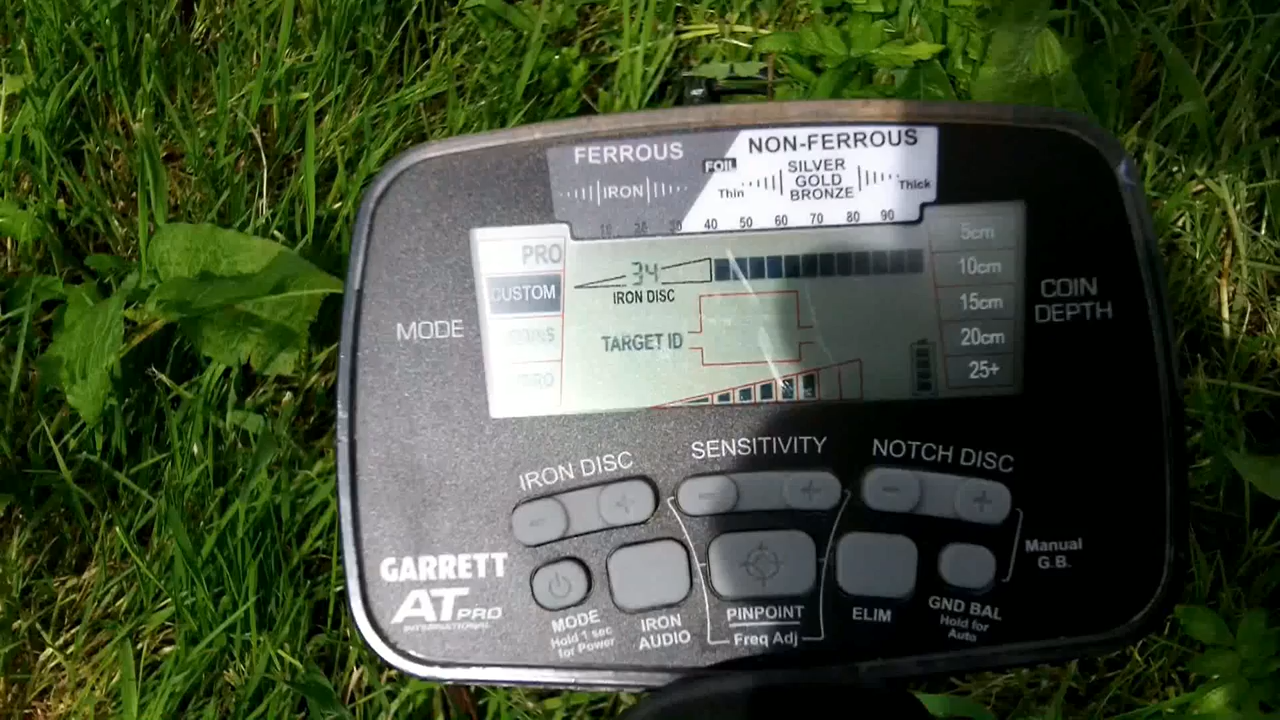 FERROUS
NON-FERROUS
FOIL
IRON
Thin
SILVER
GOLD
BRONZE
Thick
10 20 30 40 50 60 70 80 90
PRO
CUSTOM
34
IRON DISC
TARGET ID
5cm
10cm
15cm
20cm
25+
MODE
COIN
DEPTH
IRON DISC
SENSITIVITY
NOTCH DISC
- +
- +
- +
GARRETT
AT PRO
INTERNATIONAL
MODE
Hold 1 sec
for Power
IRON
AUDIO
PINPOINT
Freq Adj
ELIM
GND BAL
Hold for
Auto
Manual
G.B.